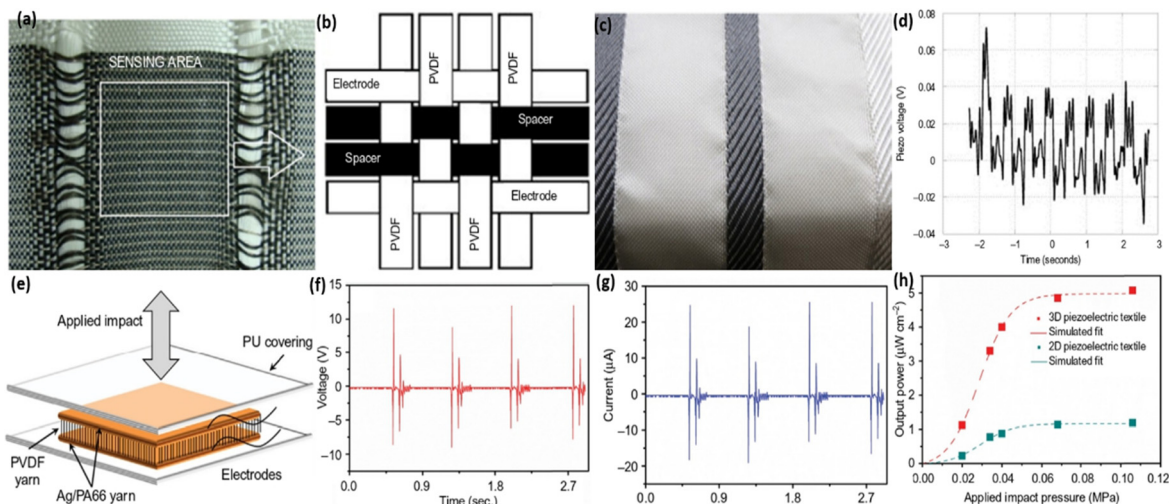 (a)
SENSING AREA
(b)
PVDF
PVDF
Electrode
Spacer
Spacer
Electrode
PVDF
PVDF
(c)
(d)
0.08
0.06
0.04
0.02
0
–0.02
–0.04
Piezo voltage (V)
–3
–2
–1
0
1
2
3
Time (seconds)
(e)
Applied impact
PU covering
PVDF
yarn
Ag/PA66 yarn
Electrodes
(f)
15
10
5
0
−5
−10
Voltage (V)
0.0
0.9
1.8
2.7
Time (sec.)
(g)
30
20
10
0
−10
−20
Current (µA)
0.0
0.9
1.8
2.7
(h)
6
5
4
3
2
1
0
Output power (µW cm⁻²)
3D piezoelectric textile
Simulated fit
2D piezoelectric textile
Simulated fit
0.00
0.02
0.04
0.06
0.08
0.10
0.12
Applied impact pressure (MPa)